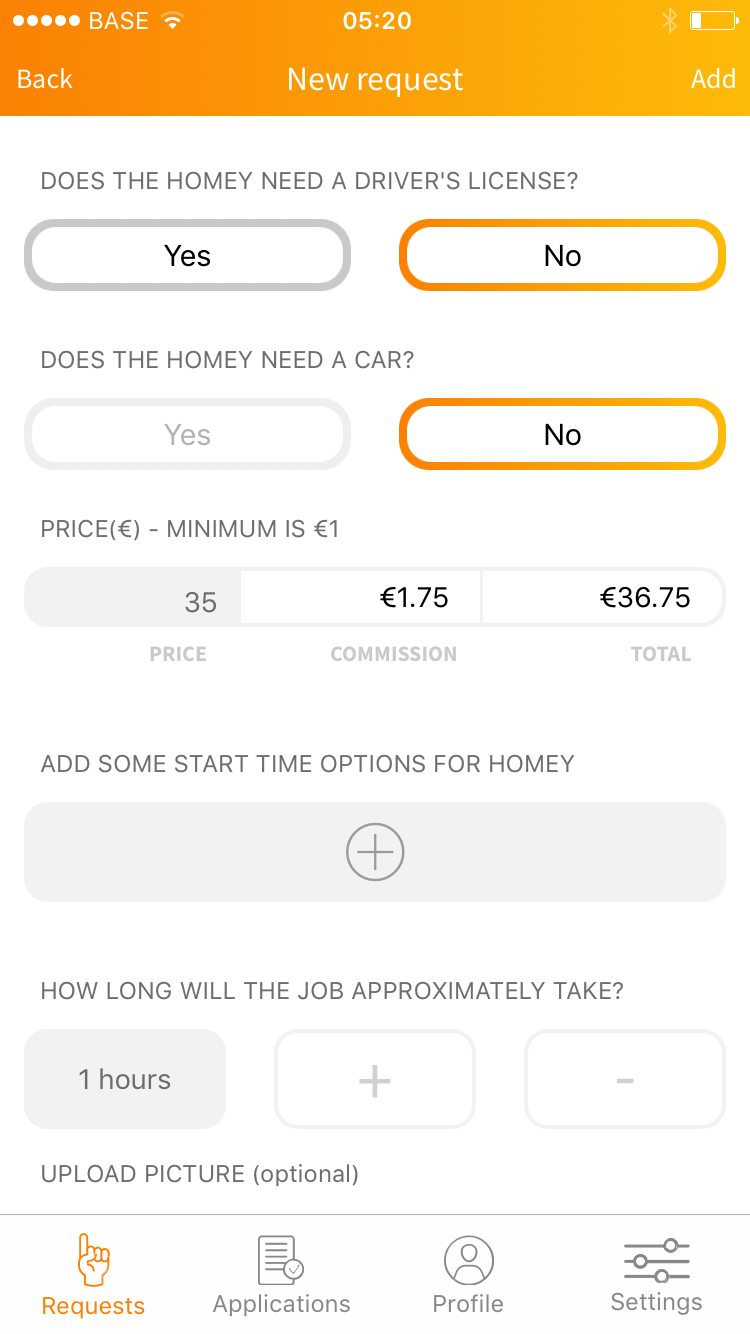 BASE 05:20
Back New request Add
DOES THE HOMEY NEED A DRIVER'S LICENSE?
Yes No
DOES THE HOMEY NEED A CAR?
Yes No
PRICE(€) - MINIMUM IS €1
35 €1.75 €36.75
PRICE COMMISSION TOTAL
ADD SOME START TIME OPTIONS FOR HOMEY
HOW LONG WILL THE JOB APPROXIMATELY TAKE?
1 hours + -
UPLOAD PICTURE (optional)
Requests Applications Profile Settings